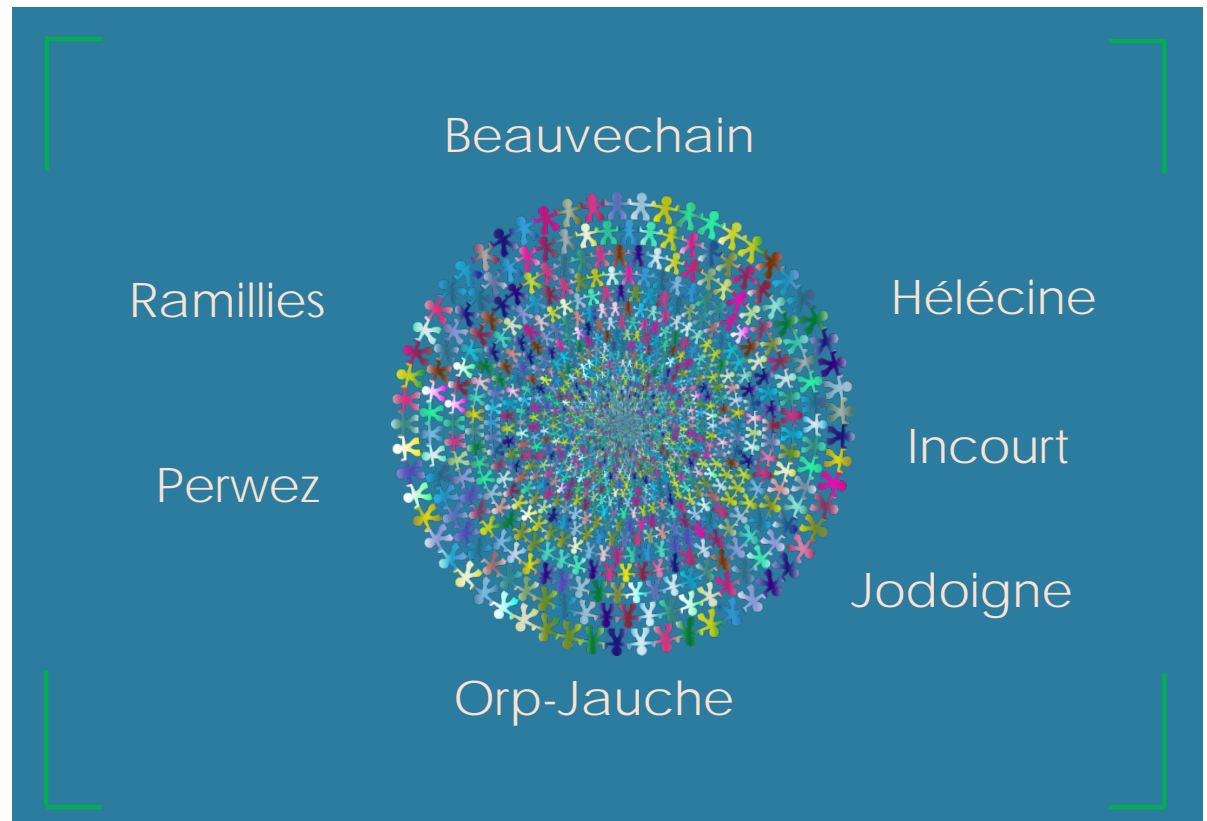 Beauvechain
Ramillies
Hélécine
Incourt
Perwez
Jodoigne
Orp-Jauche